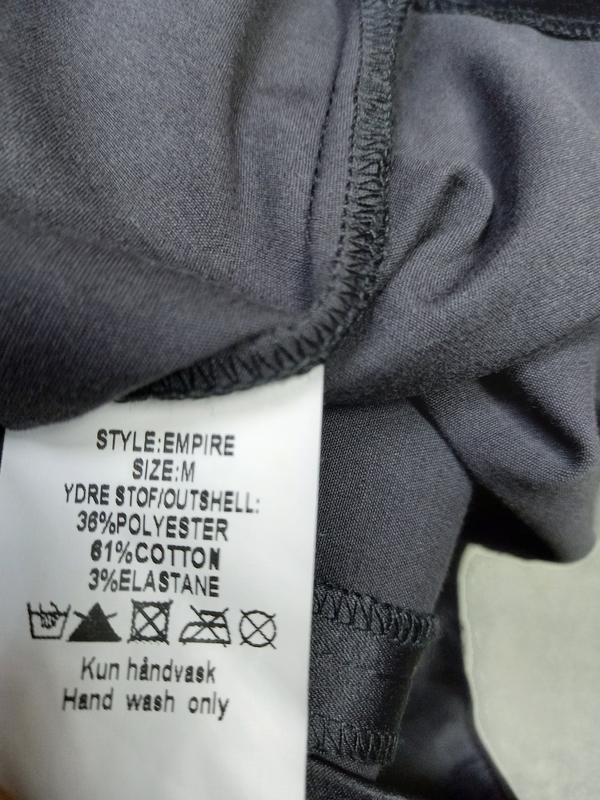 STYLE:EMPIRE
SIZE:M
YDRE STOF/OUTSHELL:
36%POLYESTER
61%COTTON
3%ELASTANE
Kun håndvask
Hand wash only